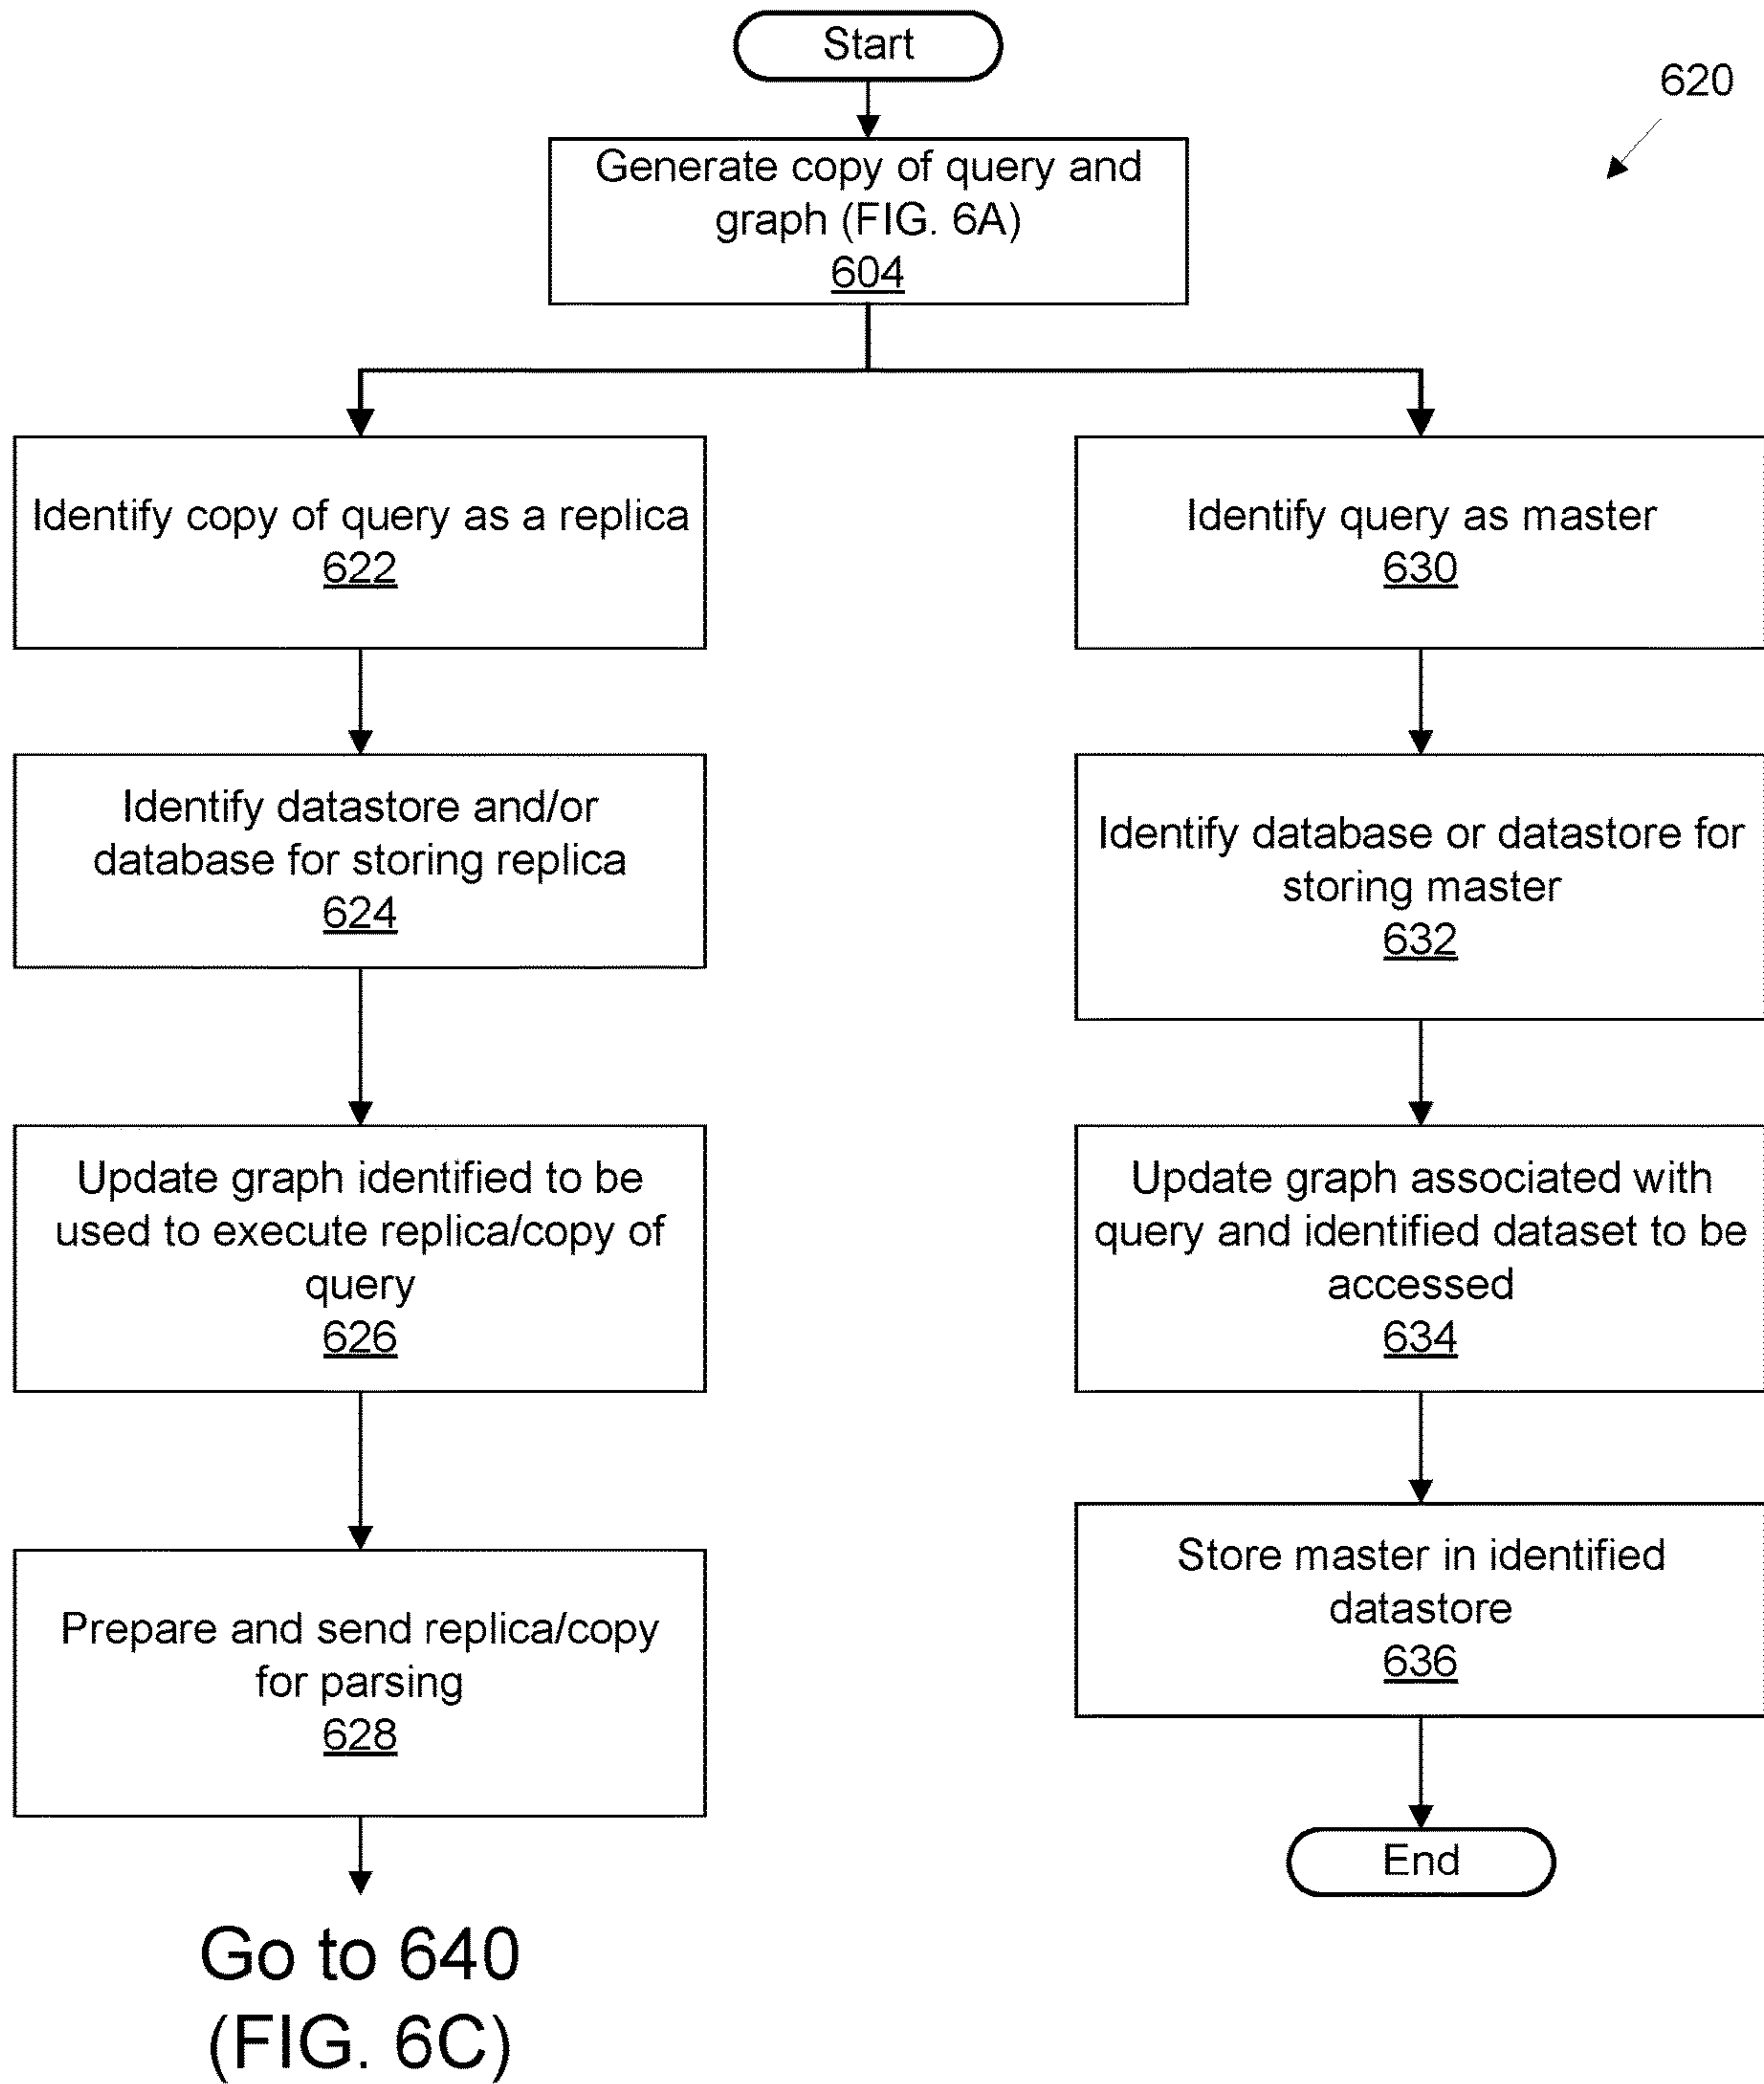 Start
620
Generate copy of query and
graph (FIG. 6A)
604
Identify copy of query as a replica
622
Identify datastore and/or
database for storing replica
624
Update graph identified to be
used to execute replica/copy of
query
626
Prepare and send replica/copy
for parsing
628
Go to 640
(FIG. 6C)
Identify query as master
630
Identify database or datastore for
storing master
632
Update graph associated with
query and identified dataset to be
accessed
634
Store master in identified
datastore
636
End